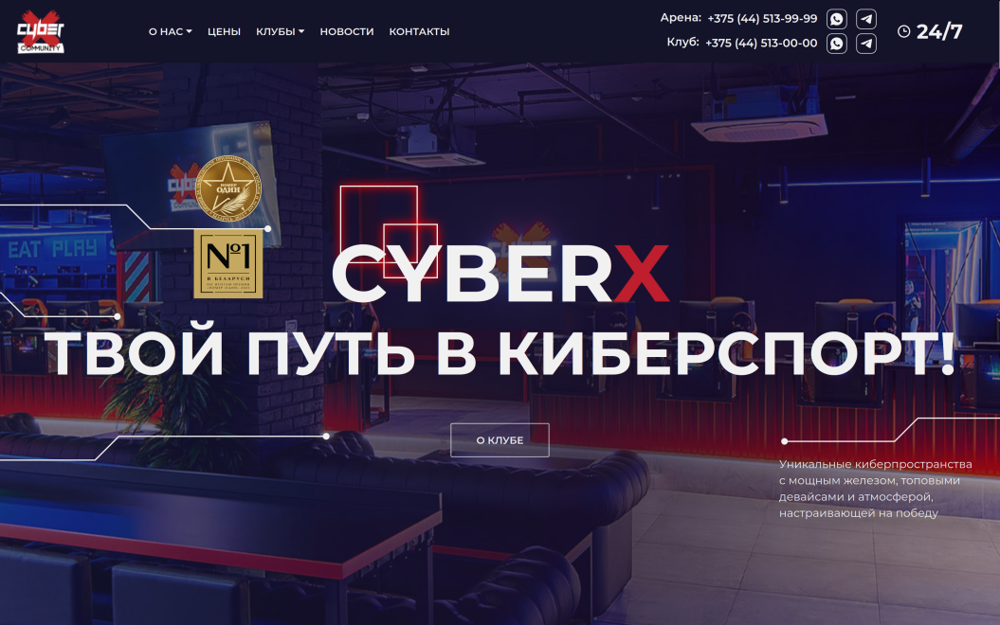 cyber
COMMUNITY
О НАС
ЦЕНЫ
КЛУБЫ
НОВОСТИ
КОНТАКТЫ
Арена: +375 (44) 513-99-99
Клуб: +375 (44) 513-00-00
24/7
cyber
НОМЕР
ОДИН
№1
В БЕЛАРУСИ
EAT PLAY S
CYBERX
ТВОЙ ПУТЬ В КИБЕРСПОРТ!
О КЛУБЕ
Уникальные киберпространства
с мощным железом, топовыми
девайсами и атмосферой,
настраивающей на победу